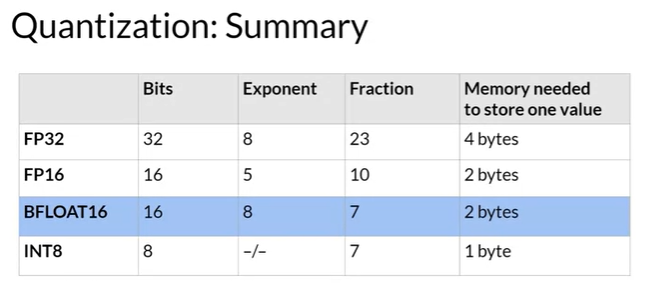 Quantization: Summary
Bits Exponent Fraction Memory needed
to store one value
FP32 32 8 23 4 bytes
FP16 16 5 10 2 bytes
BFLOAT16 16 8 7 2 bytes
INT8 8 -/- 7 1 byte